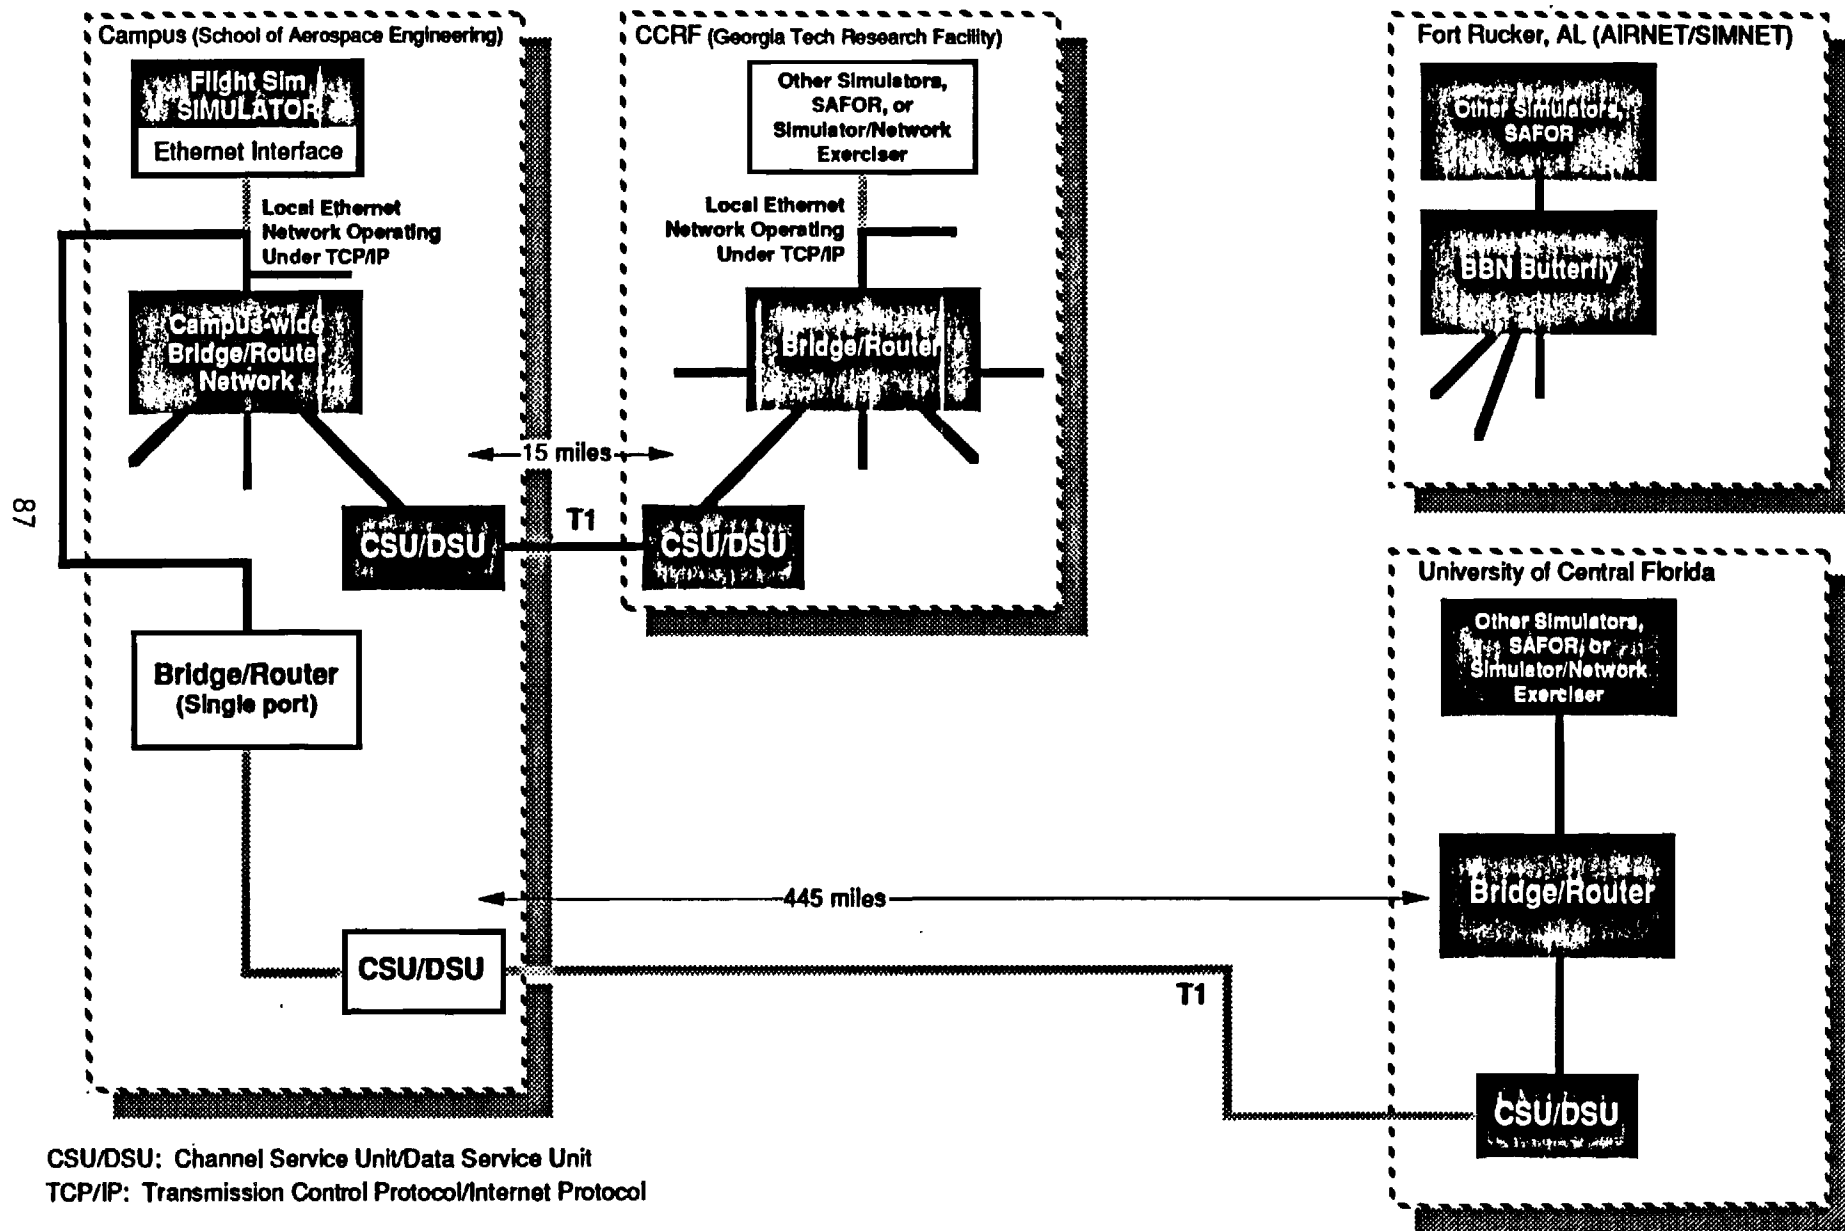 Campus (School of Aerospace Engineering)
Flight Sim
SIMULATOR
Ethernet Interface
Local Ethernet
Network Operating
Under TCP/IP
Campus-wide
Bridge/Router
Network
CSU/DSU
Bridge/Router
(Single port)
CSU/DSU
15 miles
T1
CCRF (Georgia Tech Research Facility)
Other Simulators,
SAFOR, or
Simulator/Network
Exerciser
Local Ethernet
Network Operating
Under TCP/IP
Bridge/Router
CSU/DSU
445 miles
T1
Fort Rucker, AL (AIRNET/SIMNET)
Other Simulators,
SAFOR
BBN Butterfly
University of Central Florida
Other Simulators,
SAFOR, or
Simulator/Network
Exerciser
Bridge/Router
CSU/DSU
87
CSU/DSU: Channel Service Unit/Data Service Unit
TCP/IP: Transmission Control Protocol/Internet Protocol